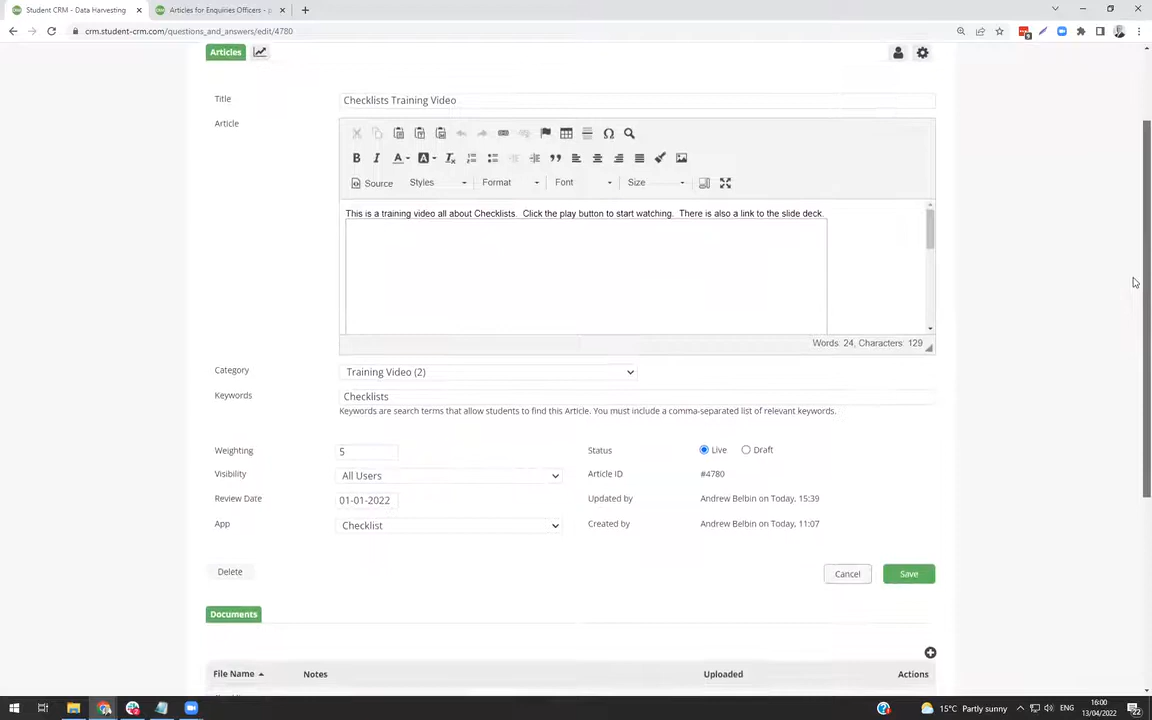 Student CRM - Data Harvesting
Articles for Enquiries Officers - p
crm.student-crm.com/questions_and_answers/edit/4780
Articles
Title
Checklists Training Video
Article
Source
Styles
Format
Font
Size
This is a training video all about Checklists.  Click the play button to start watching.  There is also a link to the slide deck.
Words: 24, Characters: 129
Category
Training Video (2)
Keywords
Checklists
Keywords are search terms that allow students to find this Article. You must include a comma-separated list of relevant keywords.
Weighting
5
Status
Live
Draft
Visibility
All Users
Article ID
#4780
Review Date
01-01-2022
Updated by
Andrew Belbin on Today, 15:39
App
Checklist
Created by
Andrew Belbin on Today, 11:07
Delete
Cancel
Save
Documents
File Name
Notes
Uploaded
Actions
15°C Partly sunny
ENG
16:00
13/04/2022
22